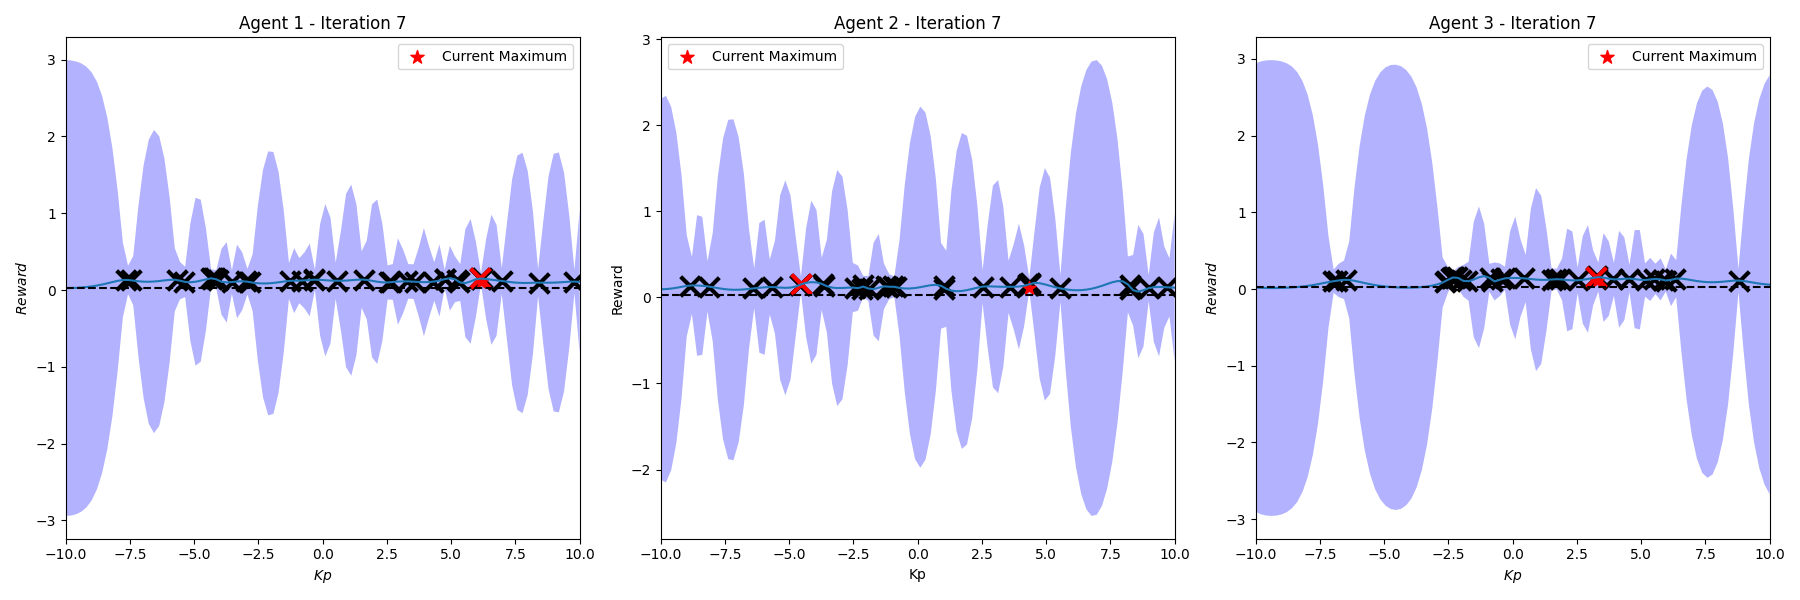 Agent 1 - Iteration 7
Current Maximum
3
2
1
0
−1
−2
−3
Reward
−10.0 −7.5 −5.0 −2.5 0.0 2.5 5.0 7.5 10.0
Kp
Agent 2 - Iteration 7
Current Maximum
3
2
1
0
−1
−2
Reward
−10.0 −7.5 −5.0 −2.5 0.0 2.5 5.0 7.5 10.0
Kp
Agent 3 - Iteration 7
Current Maximum
3
2
1
0
−1
−2
−3
Reward
−10.0 −7.5 −5.0 −2.5 0.0 2.5 5.0 7.5 10.0
Kp